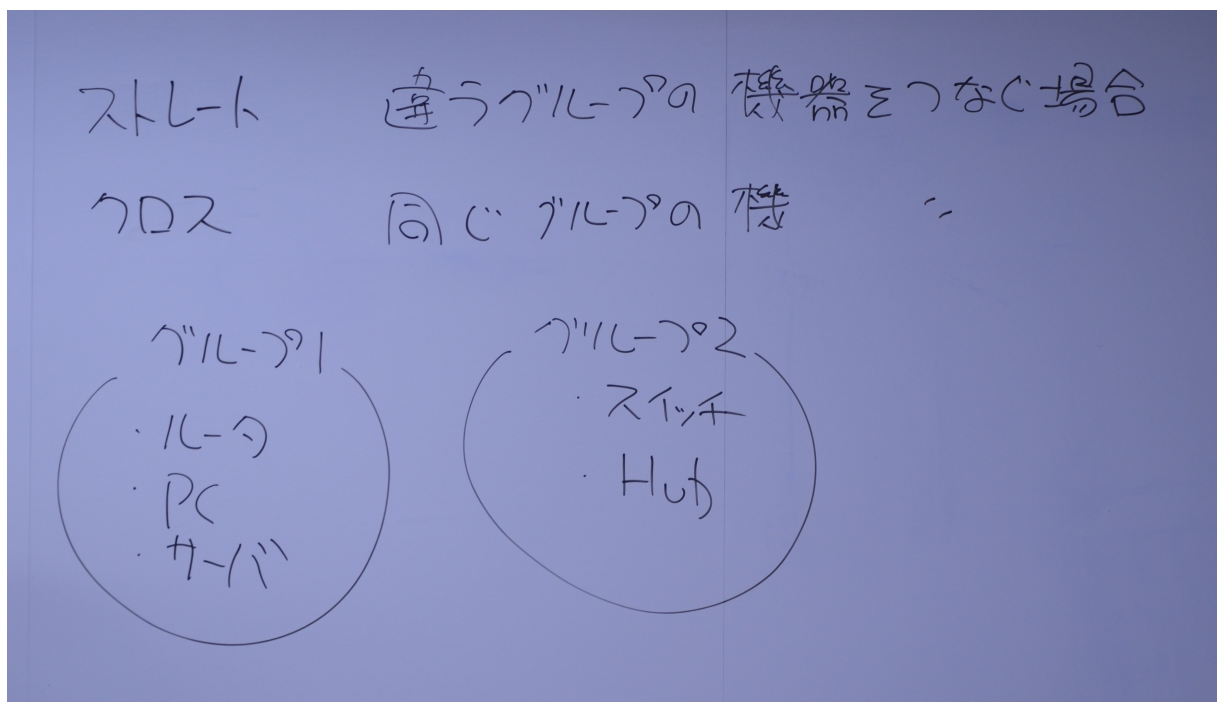 ストレート 違うグループの機器をつなぐ場合
クロス 同じグループの機 〃
グループ1
・ルータ
・PC
・サーバ
グループ2
・スイッチ
・Hub